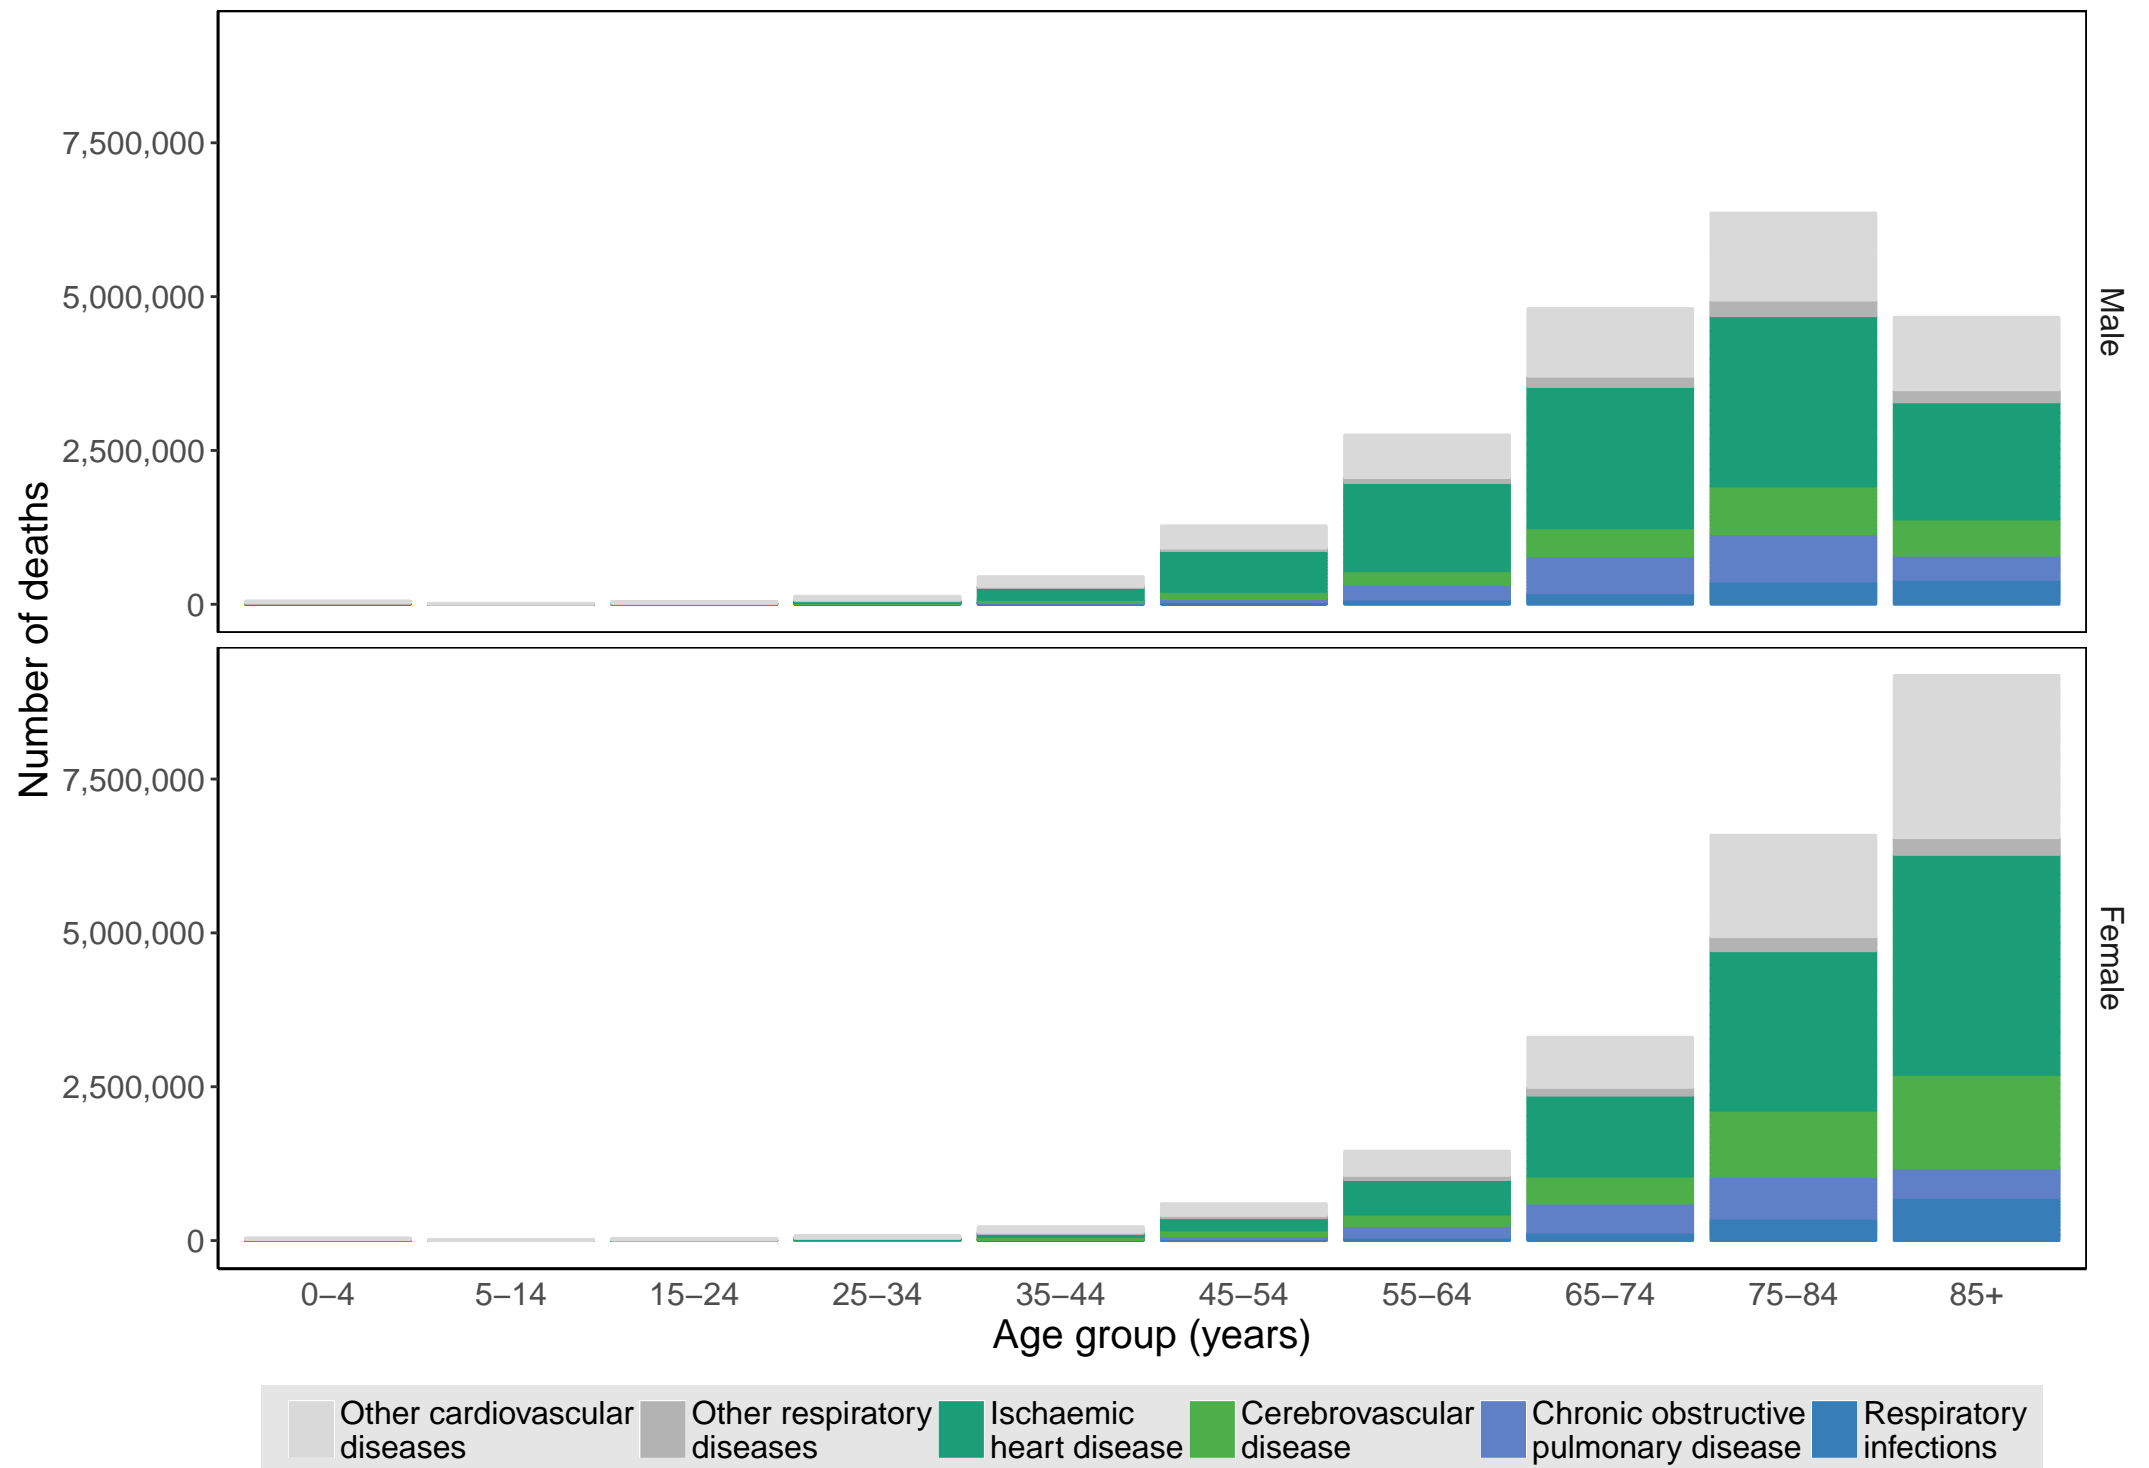 Number of deaths
7,500,000
5,000,000
2,500,000
0
Male
7,500,000
5,000,000
2,500,000
0
Female
0–4 5–14 15–24 25–34 35–44 45–54 55–64 65–74 75–84 85+
Age group (years)
Other cardiovascular
diseases
Other respiratory
diseases
Ischaemic
heart disease
Cerebrovascular
disease
Chronic obstructive
pulmonary disease
Respiratory
infections